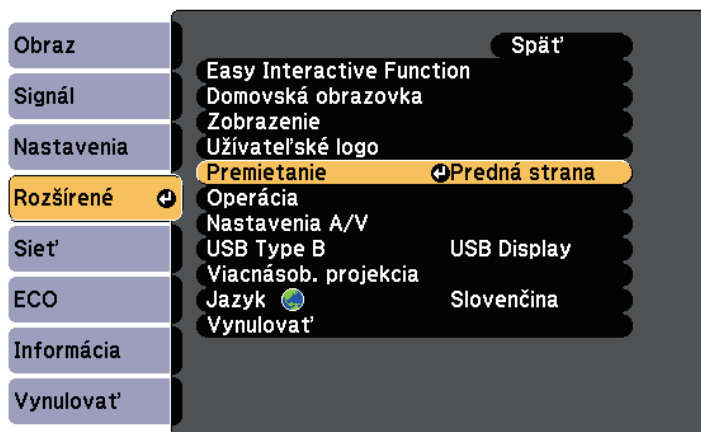 Obraz
Signál
Nastavenia
Rozšírené
Sieť
ECO
Informácia
Vynulovať
Späť
Easy Interactive Function
Domovská obrazovka
Zobrazenie
Užívateľské logo
Premietanie Predná strana
Operácia
Nastavenia A/V
USB Type B USB Display
Viacnásob. projekcia
Jazyk Slovenčina
Vynulovať